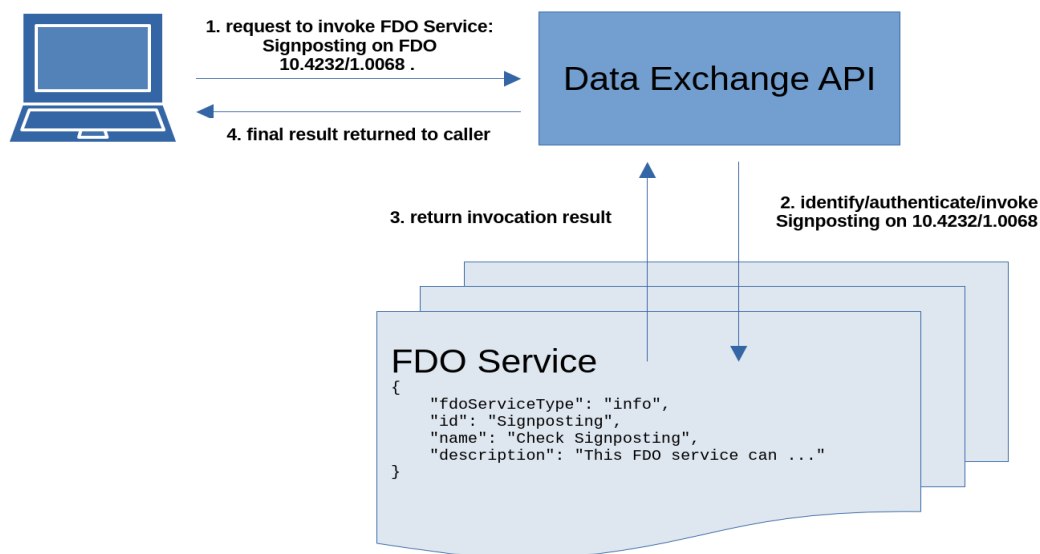 1. request to invoke FDO Service:
Signposting on FDO
10.4232/1.0068 .
Data Exchange API
4. final result returned to caller
3. return invocation result
2. identify/authenticate/invoke
Signposting on 10.4232/1.0068
FDO Service
{
    "fdoServiceType": "info",
    "id": "Signposting",
    "name": "Check Signposting",
    "description": "This FDO service can ..."
}